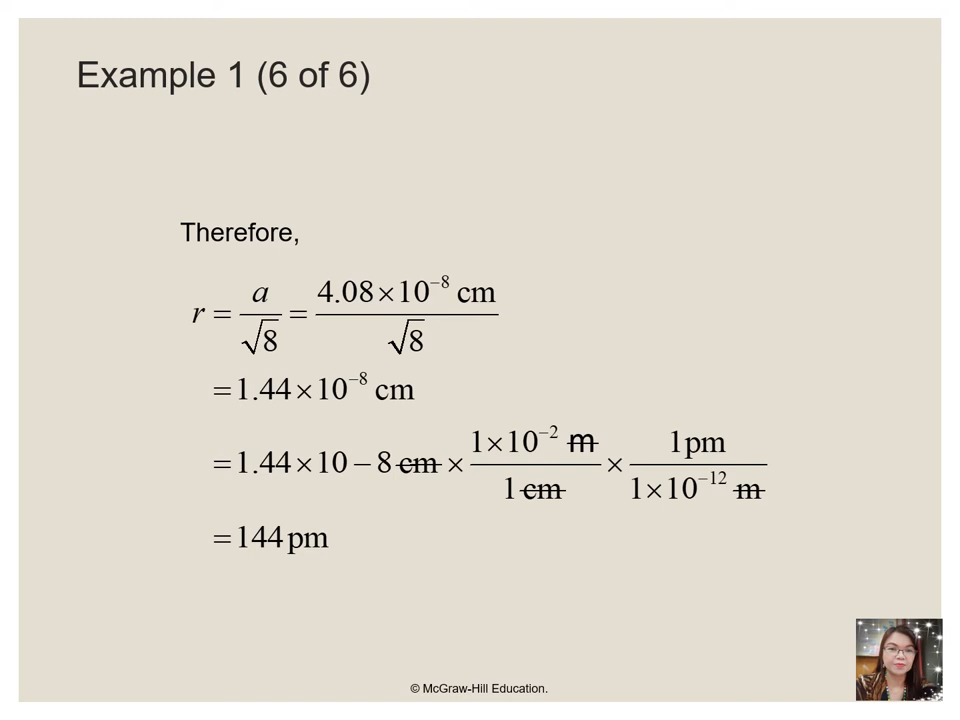 Example 1 (6 of 6)
Therefore,
r = a/√8 = 4.08×10⁻⁸ cm/√8
= 1.44×10⁻⁸ cm
= 1.44×10 − 8 cm × 1×10⁻² m/1 cm × 1pm/1×10⁻¹² m
= 144 pm
© McGraw-Hill Education.